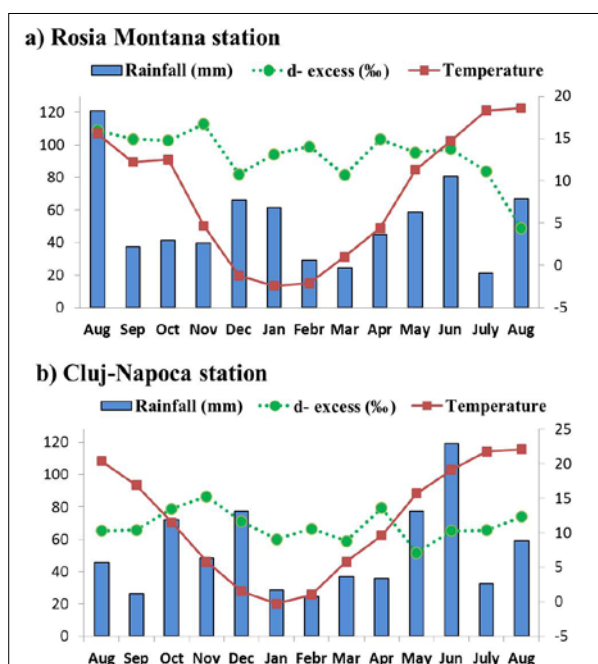 a) Rosia Montana station
Rainfall (mm) d- excess (‰) Temperature
120 20
100 15
80 10
60 5
40 0
20
0 -5
Aug Sep Oct Nov Dec Jan Febr Mar Apr May Jun July Aug
b) Cluj-Napoca station
Rainfall (mm) d- excess (‰) Temperature
120 25
100 20
80 15
60 10
40 5
20 0
0 -5
Aug Sep Oct Nov Dec Jan Feb Mar Apr May Jun July Aug